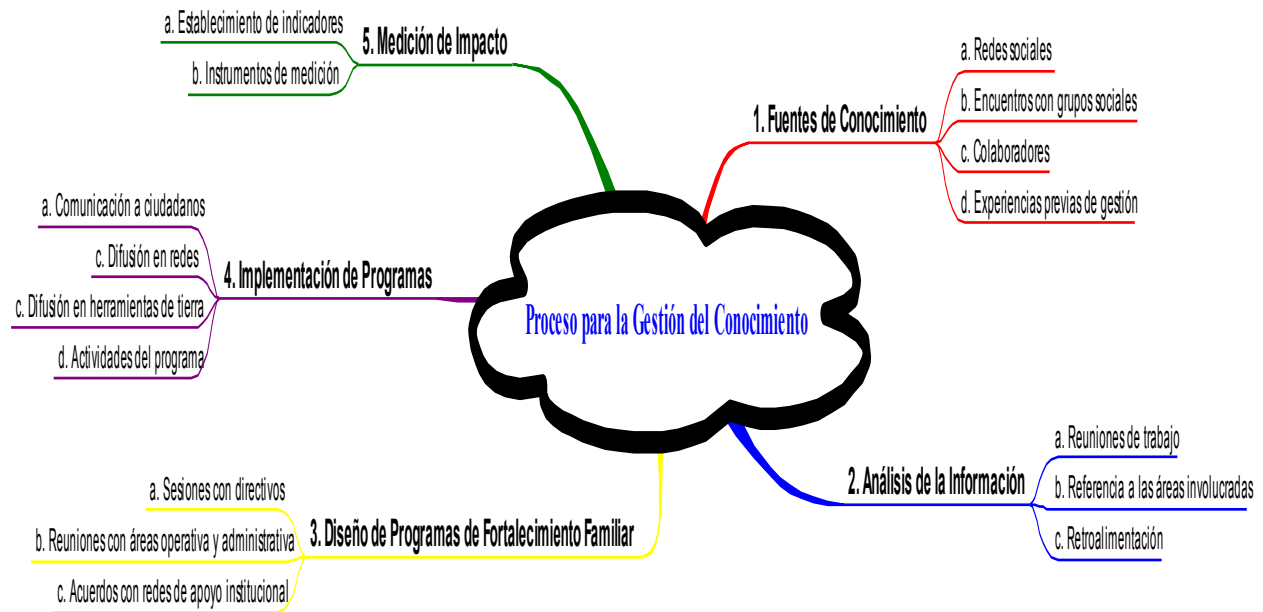 Proceso para la Gestión del Conocimiento
1. Fuentes de Conocimiento
a. Redes sociales
b. Encuentros con grupos sociales
c. Colaboradores
d. Experiencias previas de gestión
2. Análisis de la Información
a. Reuniones de trabajo
b. Referencia a las áreas involucradas
c. Retroalimentación
3. Diseño de Programas de Fortalecimiento Familiar
a. Sesiones con directivos
b. Reuniones con áreas operativa y administrativa
c. Acuerdos con redes de apoyo institucional
4. Implementación de Programas
a. Comunicación a ciudadanos
c. Difusión en redes
c. Difusión en herramientas de tierra
d. Actividades del programa
5. Medición de Impacto
a. Establecimiento de indicadores
b. Instrumentos de medición